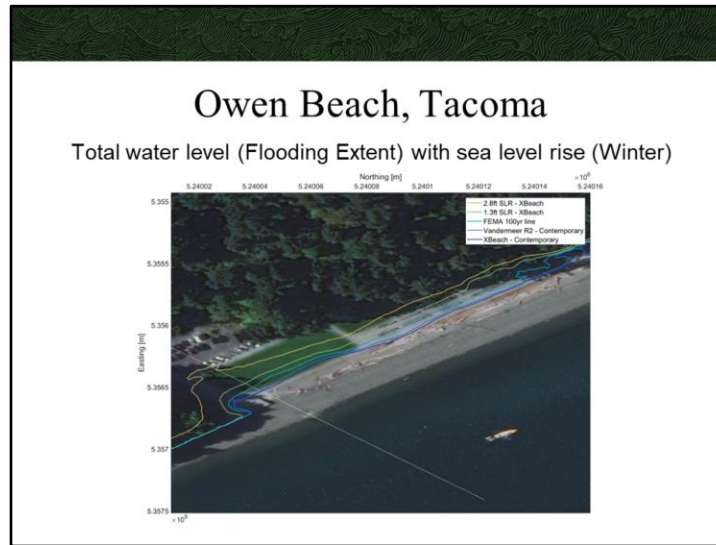 Owen Beach, Tacoma
Total water level (Flooding Extent) with sea level rise (Winter)
Northing [m]
×10⁶
5.24002 5.24004 5.24006 5.24008 5.2401 5.24012 5.24014 5.24016
5.355
2.8ft SLR - XBeach
1.3ft SLR - XBeach
FEMA 100yr line
Vandermeer R2 - Contemporary
XBeach - Contemporary
5.3555
5.356
Easting [m]
5.3565
5.357
5.3575
×10⁵